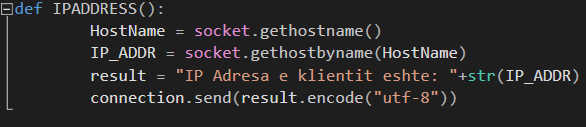 def IPADDRESS():
    HostName = socket.gethostname()
    IP_ADDR = socket.gethostbyname(HostName)
    result = "IP Adresa e klientit eshte: "+str(IP_ADDR)
    connection.send(result.encode("utf-8"))